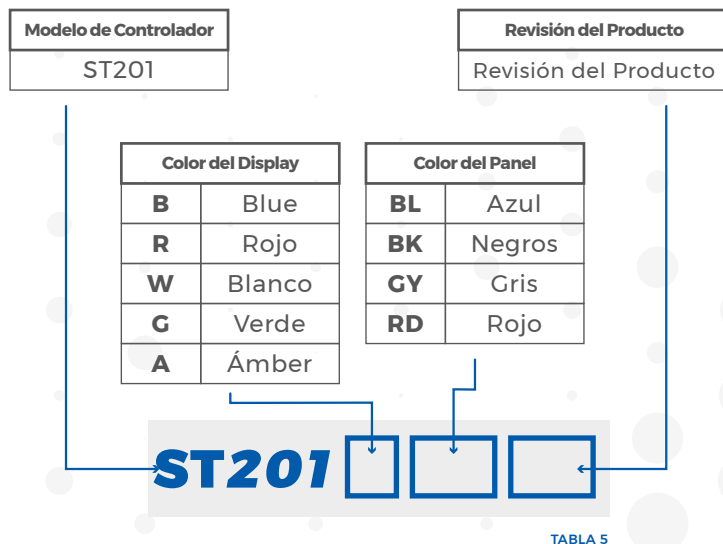 Modelo de Controlador
ST201
Revisión del Producto
Revisión del Producto
Color del Display
B Blue
R Rojo
W Blanco
G Verde
A Ámber
Color del Panel
BL Azul
BK Negros
GY Gris
RD Rojo
ST201
TABLA 5